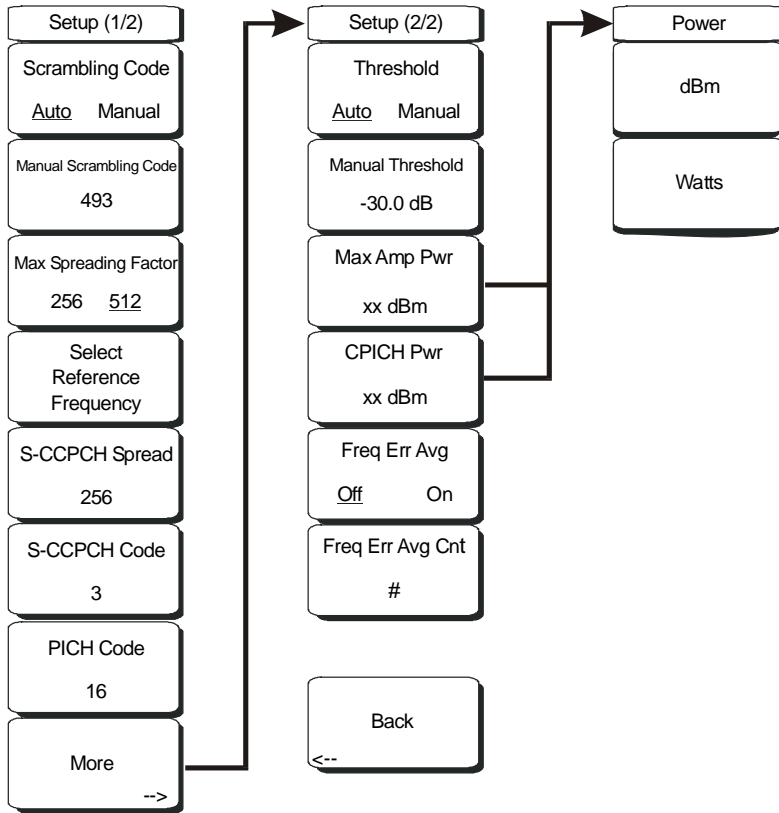 Setup (1/2)
Scrambling Code
Auto Manual
Manual Scrambling Code
493
Max Spreading Factor
256 512
Select
Reference
Frequency
S-CCPCH Spread
256
S-CCPCH Code
3
PICH Code
16
More
-->
Setup (2/2)
Threshold
Auto Manual
Manual Threshold
-30.0 dB
Max Amp Pwr
xx dBm
CPICH Pwr
xx dBm
Freq Err Avg
Off On
Freq Err Avg Cnt
#
Back
<--
Power
dBm
Watts